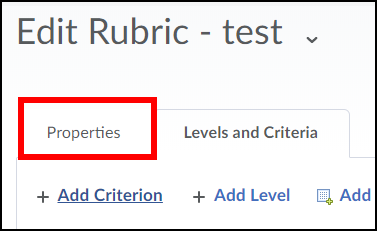 Edit Rubric - test
Properties Levels and Criteria
+ Add Criterion + Add Level Add